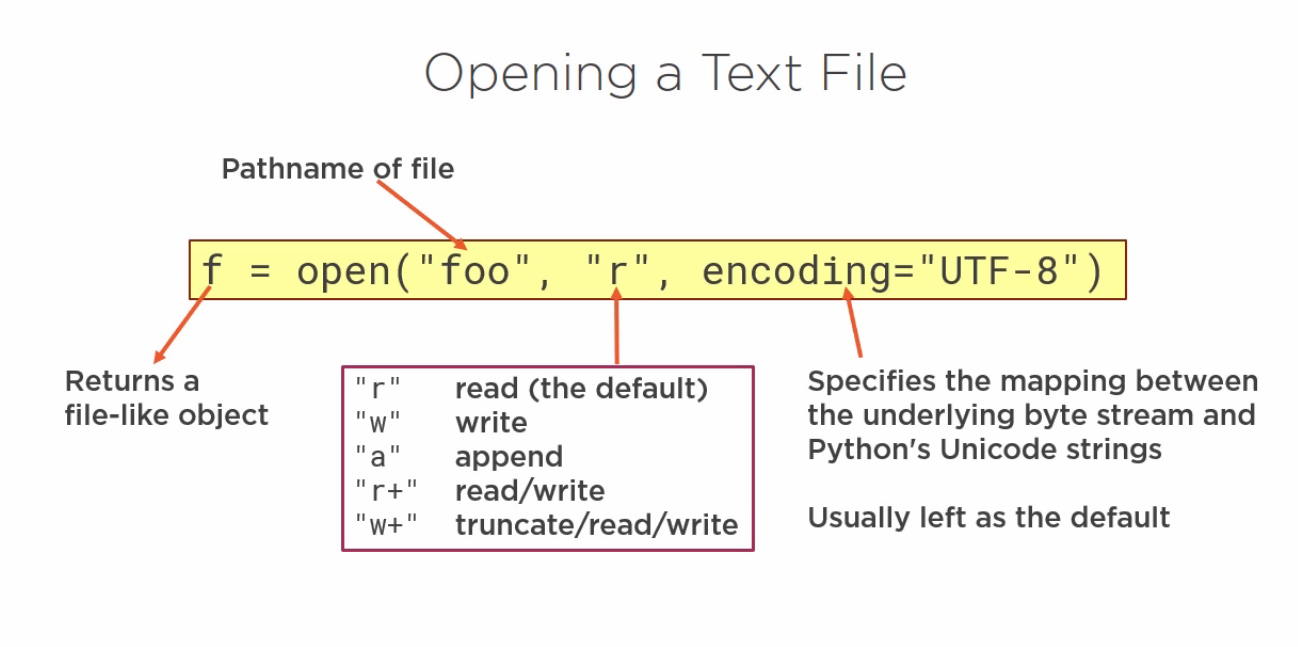 Opening a Text File
Pathname of file
f = open("foo", "r", encoding="UTF-8")
Returns a
file-like object
"r" read (the default)
"w" write
"a" append
"r+" read/write
"w+" truncate/read/write
Specifies the mapping between
the underlying byte stream and
Python's Unicode strings
Usually left as the default